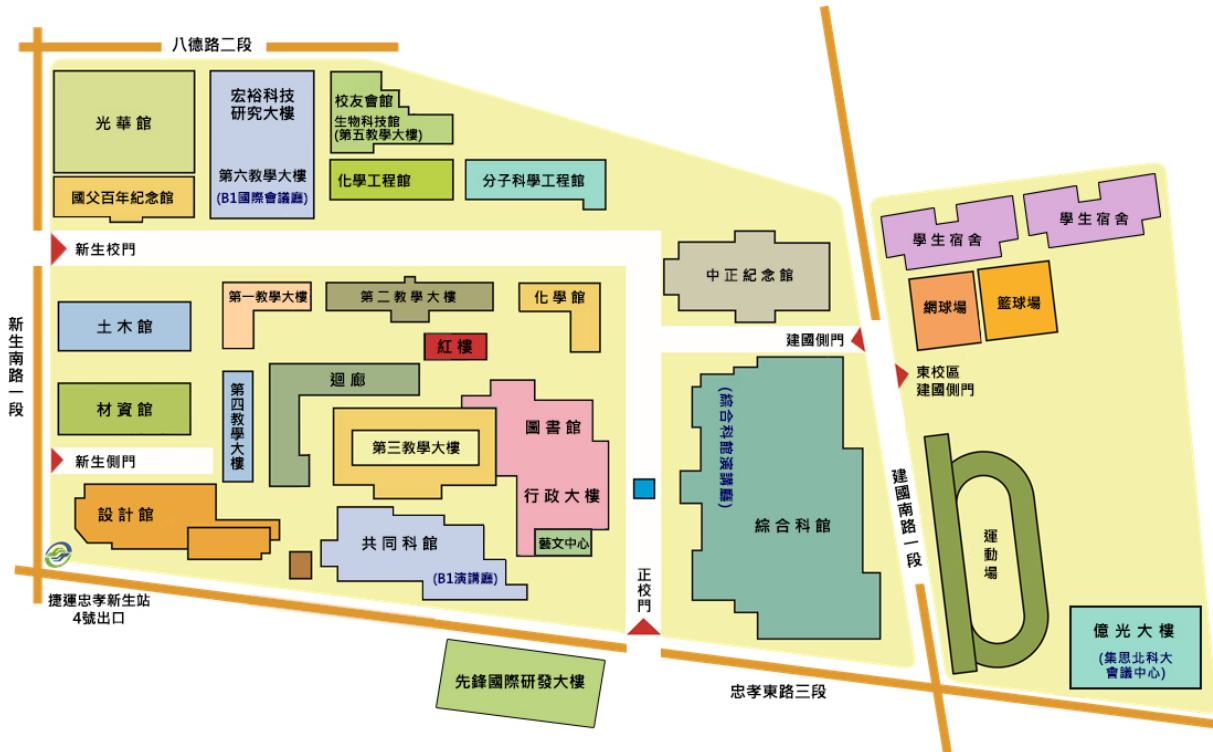 八德路二段
光華館
宏裕科技
研究大樓
第六教學大樓
(B1國際會議廳)
校友會館
生物科技館
(第五教學大樓)
國父百年紀念館
化學工程館
分子科學工程館
學生宿舍
學生宿舍
新生校門
中正紀念館
網球場
籃球場
第一教學大樓
第二教學大樓
化學館
土木館
新生南路一段
紅樓
建國側門
東校區
建國側門
迴廊
材資館
第四教學大樓
圖書館
(綜合科館演講廳)
第三教學大樓
新生側門
行政大樓
建國南路一段
設計館
共同科館
藝文中心
綜合科館
運動場
(B1演講廳)
正校門
捷運忠孝新生站
4號出口
億光大樓
(集思北科大
會議中心)
先鋒國際研發大樓
忠孝東路三段